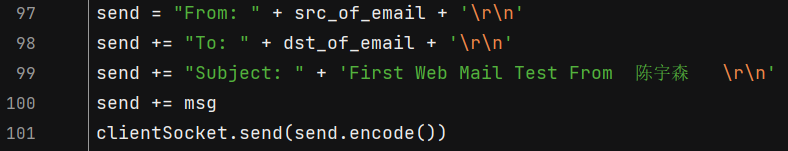 97 send = "From: " + src_of_email + '\r\n'
98 send += "To: " + dst_of_email + '\r\n'
99 send += "Subject: " + 'First Web Mail Test From  陈宇森   \r\n'
100 send += msg
101 clientSocket.send(send.encode())